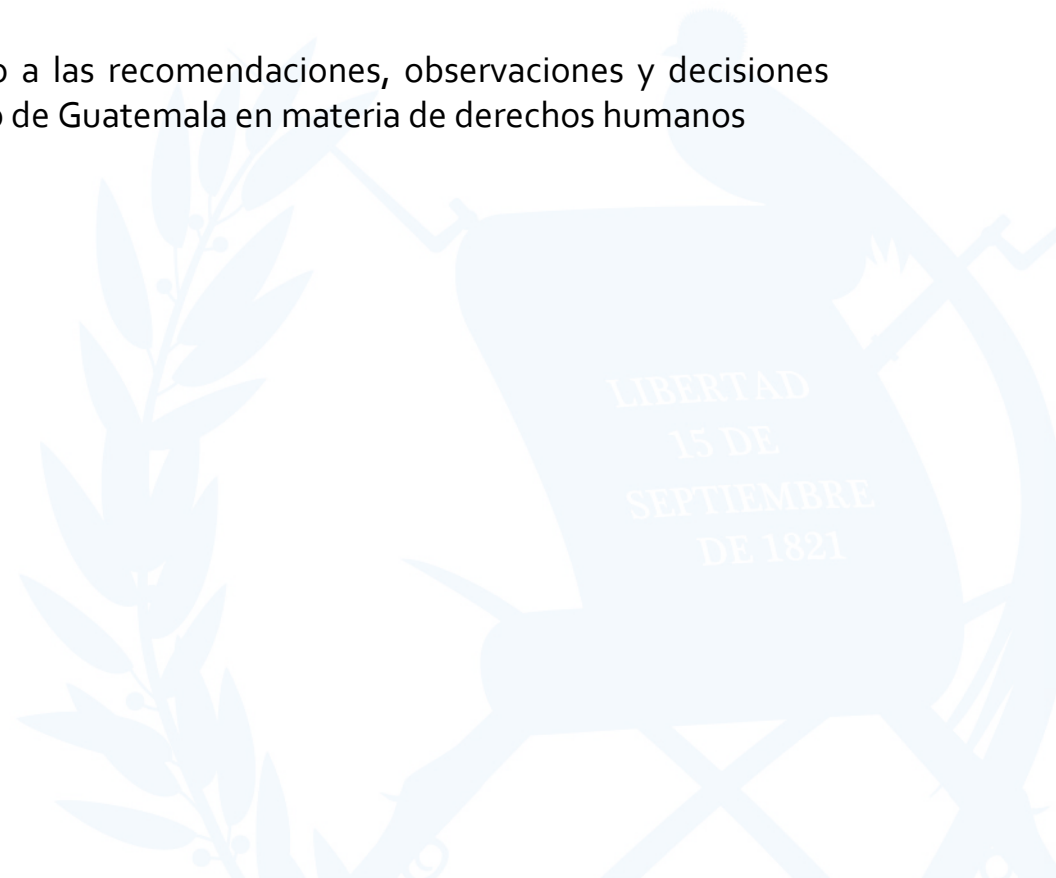 o a las recomendaciones, observaciones y decisiones
o de Guatemala en materia de derechos humanos
LIBERTAD
15 DE
SEPTIEMBRE
DE 1821